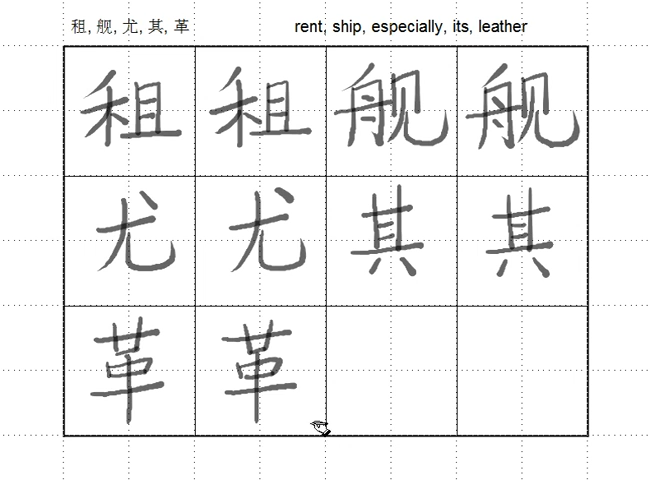 租, 舰, 尤, 其, 革 rent, ship, especially, its, leather
租 租 舰 舰
尤 尤 其 其
革 革